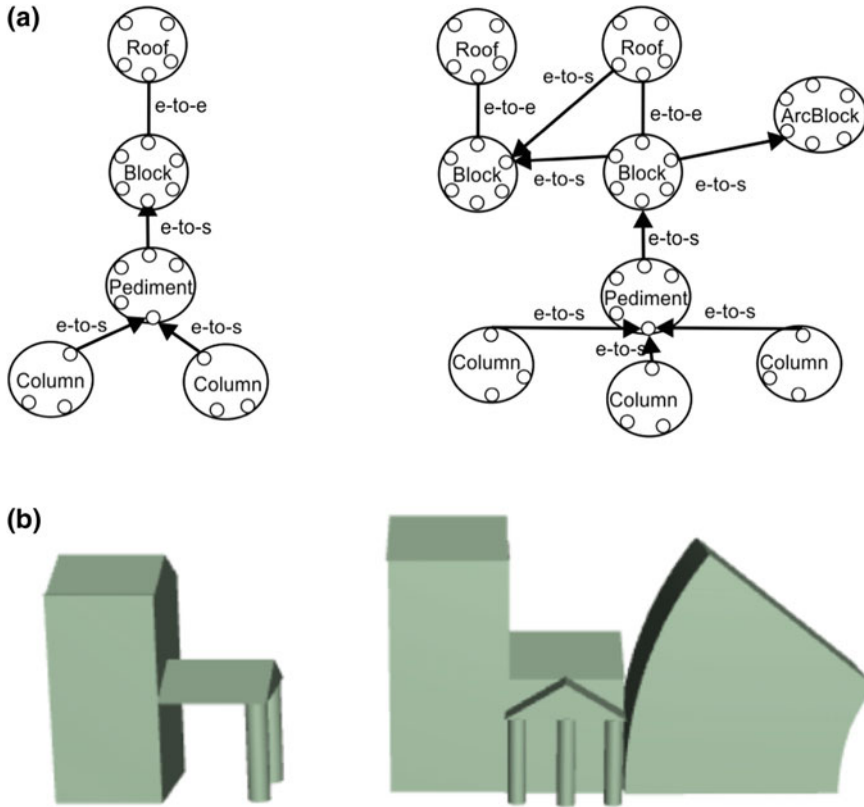 (a)
Roof
e-to-e
Block
e-to-s
Pediment
e-to-s
e-to-s
Column
Column
Roof
Roof
e-to-s
e-to-e
e-to-e
ArcBlock
Block
Block
e-to-s
e-to-s
e-to-s
Pediment
e-to-s
e-to-s
e-to-s
Column
Column
Column
(b)